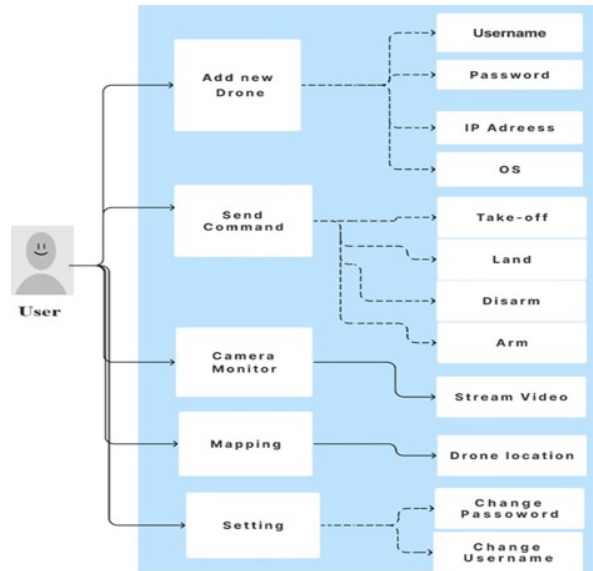 User
Add new
Drone
Username
Password
IP Adreess
OS
Send
Command
Take-off
Land
Disarm
Arm
Camera
Monitor
Stream Video
Mapping
Drone location
Setting
Change
Passoword
Change
Username